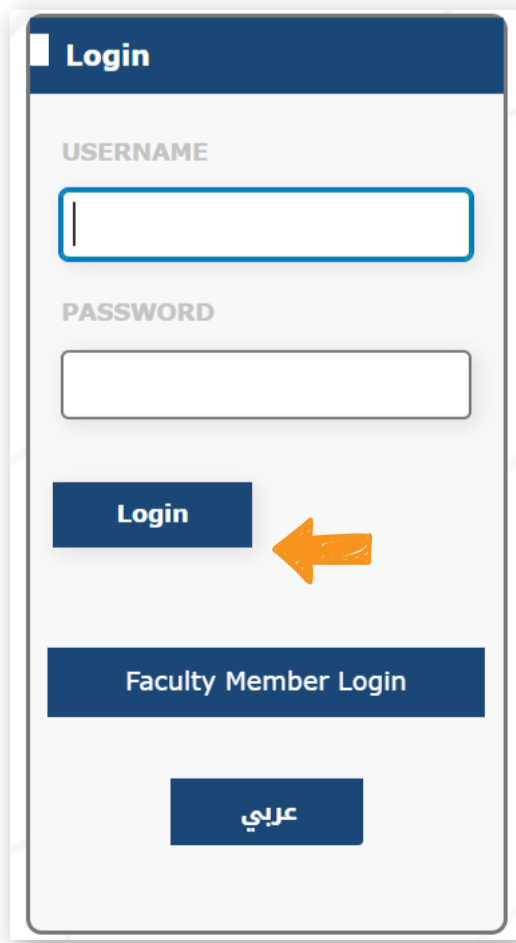 Login
USERNAME
PASSWORD
Login
Faculty Member Login
عربي